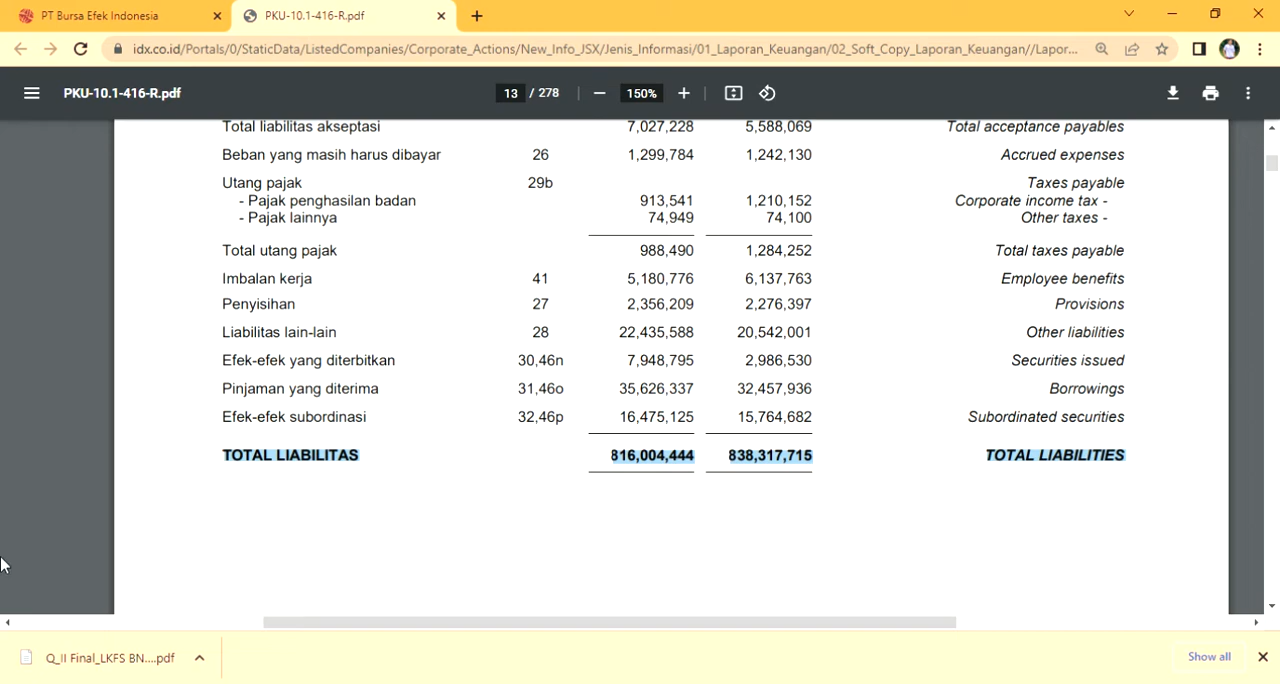 PT Bursa Efek Indonesia
PKU-10.1-416-R.pdf
idx.co.id/Portals/0/StaticData/ListedCompanies/Corporate_Actions/New_Info_JSX/Jenis_Informasi/01_Laporan_Keuangan/02_Soft_Copy_Laporan_Keuangan//Lapor...
PKU-10.1-416-R.pdf 13 / 278 150%
Total liabilitas akseptasi 7,027,228 5,588,069 Total acceptance payables
Beban yang masih harus dibayar 26 1,299,784 1,242,130 Accrued expenses
Utang pajak 29b Taxes payable
- Pajak penghasilan badan 913,541 1,210,152 Corporate income tax -
- Pajak lainnya 74,949 74,100 Other taxes -
Total utang pajak 988,490 1,284,252 Total taxes payable
Imbalan kerja 41 5,180,776 6,137,763 Employee benefits
Penyisihan 27 2,356,209 2,276,397 Provisions
Liabilitas lain-lain 28 22,435,588 20,542,001 Other liabilities
Efek-efek yang diterbitkan 30,46n 7,948,795 2,986,530 Securities issued
Pinjaman yang diterima 31,46o 35,626,337 32,457,936 Borrowings
Efek-efek subordinasi 32,46p 16,475,125 15,764,682 Subordinated securities
TOTAL LIABILITAS 816,004,444 838,317,715 TOTAL LIABILITIES
Q_II Final_LKFS BN....pdf Show all